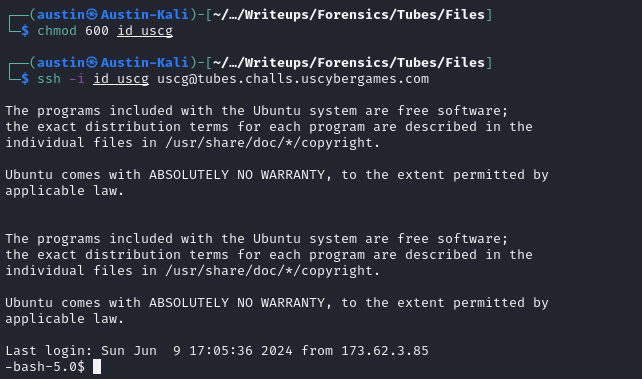 ┌──(austin㉿Austin-Kali)-[~/…/Writeups/Forensics/Tubes/Files]
└─$ chmod 600 id_uscg
┌──(austin㉿Austin-Kali)-[~/…/Writeups/Forensics/Tubes/Files]
└─$ ssh -i id_uscg uscg@tubes.challs.uscybergames.com
The programs included with the Ubuntu system are free software;
the exact distribution terms for each program are described in the
individual files in /usr/share/doc/*/copyright.
Ubuntu comes with ABSOLUTELY NO WARRANTY, to the extent permitted by
applicable law.
The programs included with the Ubuntu system are free software;
the exact distribution terms for each program are described in the
individual files in /usr/share/doc/*/copyright.
Ubuntu comes with ABSOLUTELY NO WARRANTY, to the extent permitted by
applicable law.
Last login: Sun Jun  9 17:05:36 2024 from 173.62.3.85
-bash-5.0$